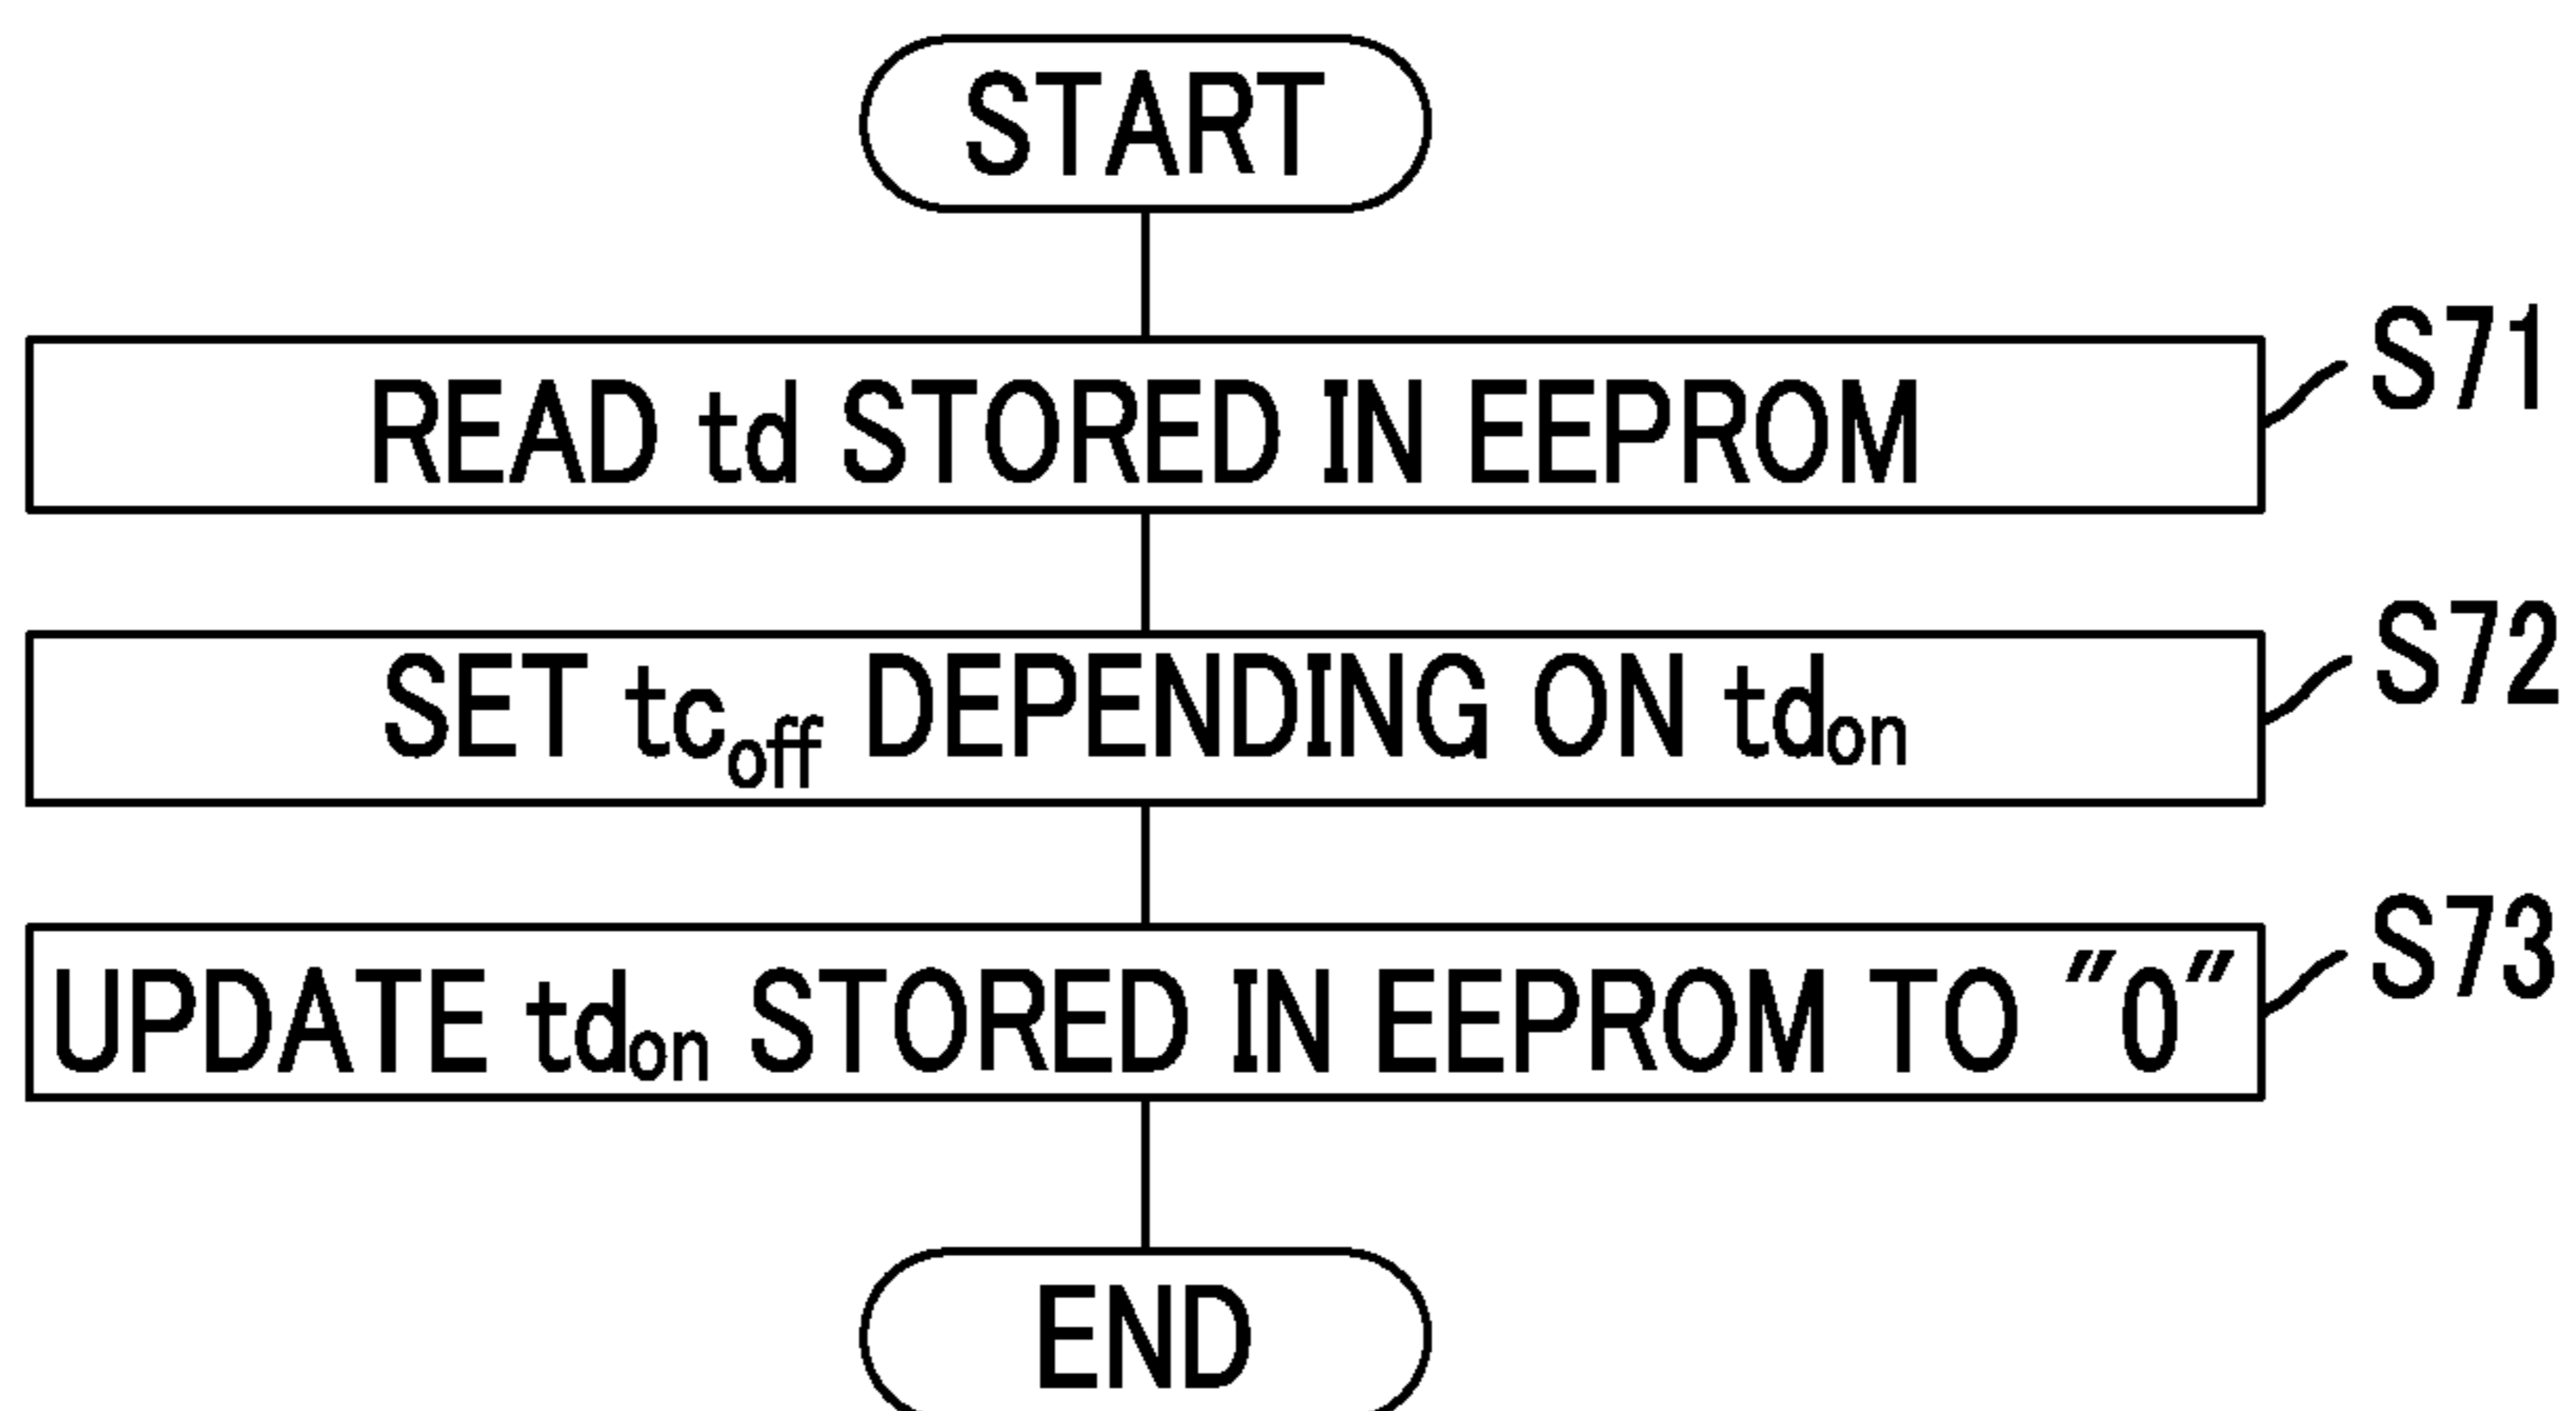 START
READ td STORED IN EEPROM
S71
SET tcoff DEPENDING ON tdon
S72
UPDATE tdon STORED IN EEPROM TO "0"
S73
END